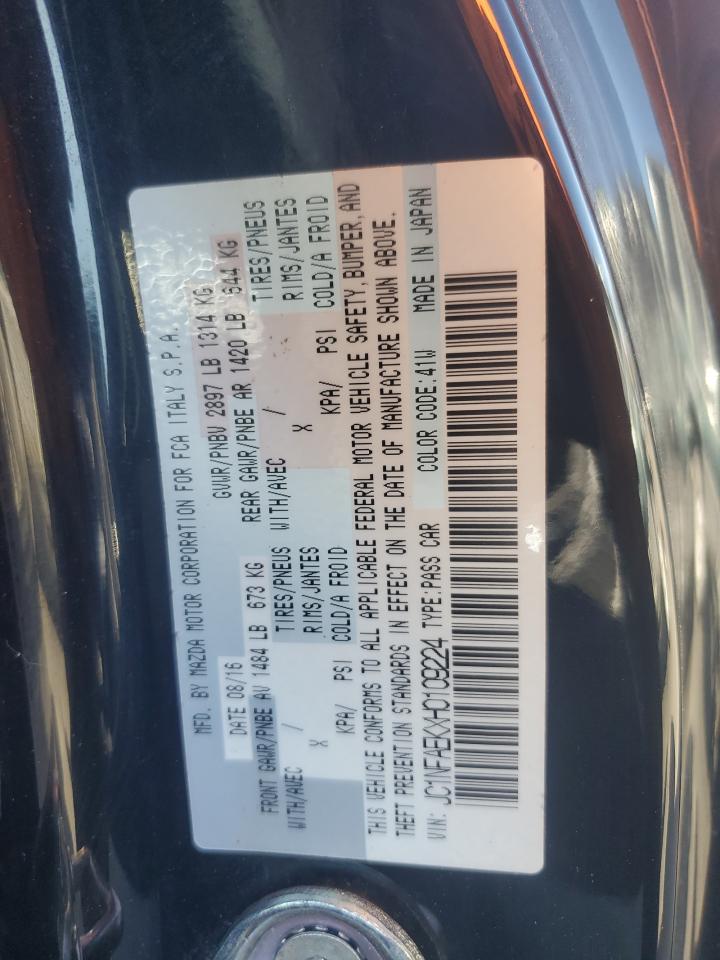 MFD. BY MAZDA MOTOR CORPORATION FOR FCA ITALY S.P.A.
DATE 08/16 GVWR/PNBV 2897 LB 1314 KG
FRONT GAWR/PNBE AV 1484 LB 673 KG REAR GAWR/PNBE AR 1420 LB 644 KG
WITH/AVEC / TIRES/PNEUS WITH/AVEC / TIRES/PNEUS
X RIMS/JANTES X RIMS/JANTES
KPA/ PSI COLD/A FROID KPA/ PSI COLD/A FROID
THIS VEHICLE CONFORMS TO ALL APPLICABLE FEDERAL MOTOR VEHICLE SAFETY, BUMPER, AND
THEFT PREVENTION STANDARDS IN EFFECT ON THE DATE OF MANUFACTURE SHOWN ABOVE.
VIN: JC1NFAEKXH0109224 TYPE:PASS CAR COLOR CODE:41W MADE IN JAPAN